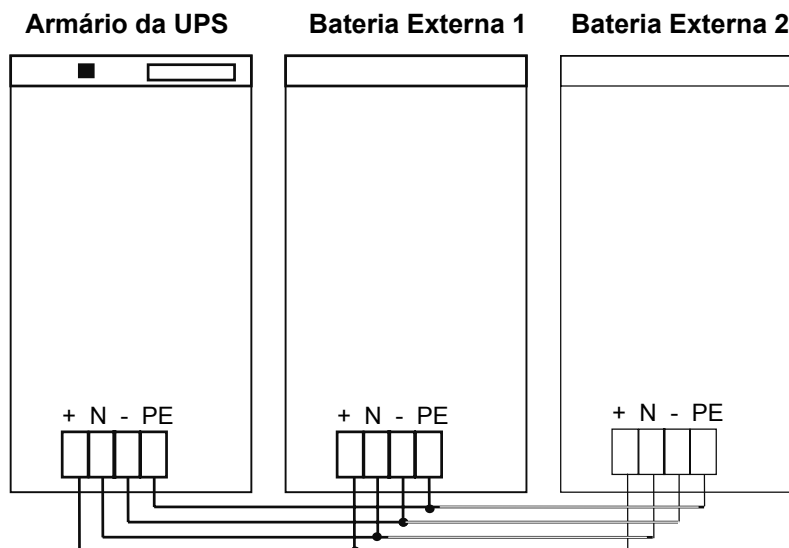 Armário da UPS Bateria Externa 1 Bateria Externa 2
+ N - PE + N - PE + N - PE